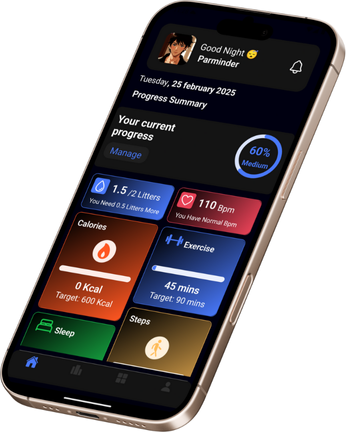 Good Night 😴
Parminder
Tuesday, 25 february 2025
Progress Summary
Your current
progress
Manage
60%
Medium
1.5 /2 Litters
You Need 0.5 Litters More
110 Bpm
You Have Normal Bpm
Calories
0 Kcal
Target: 600 Kcal
Exercise
45 mins
Target: 90 mins
Sleep
Steps